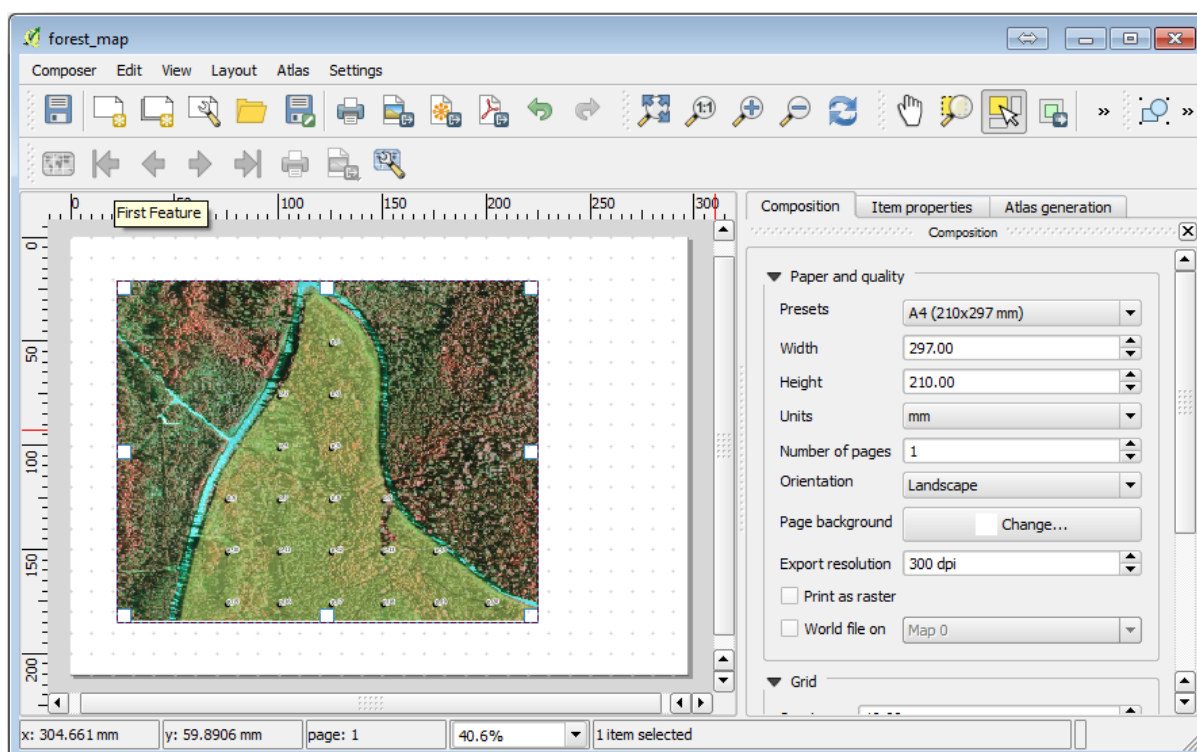 forest_map
Composer Edit View Layout Atlas Settings
1:1 » »
First Feature
0 50 100 150 200 250 300
0
50
100
150
200
Composition Item properties Atlas generation
Composition
Paper and quality
Presets A4 (210x297 mm)
Width 297.00
Height 210.00
Units mm
Number of pages 1
Orientation Landscape
Page background Change...
Export resolution 300 dpi
Print as raster
World file on Map 0
Grid
x: 304.661 mm y: 59.8906 mm page: 1 40.6% 1 item selected